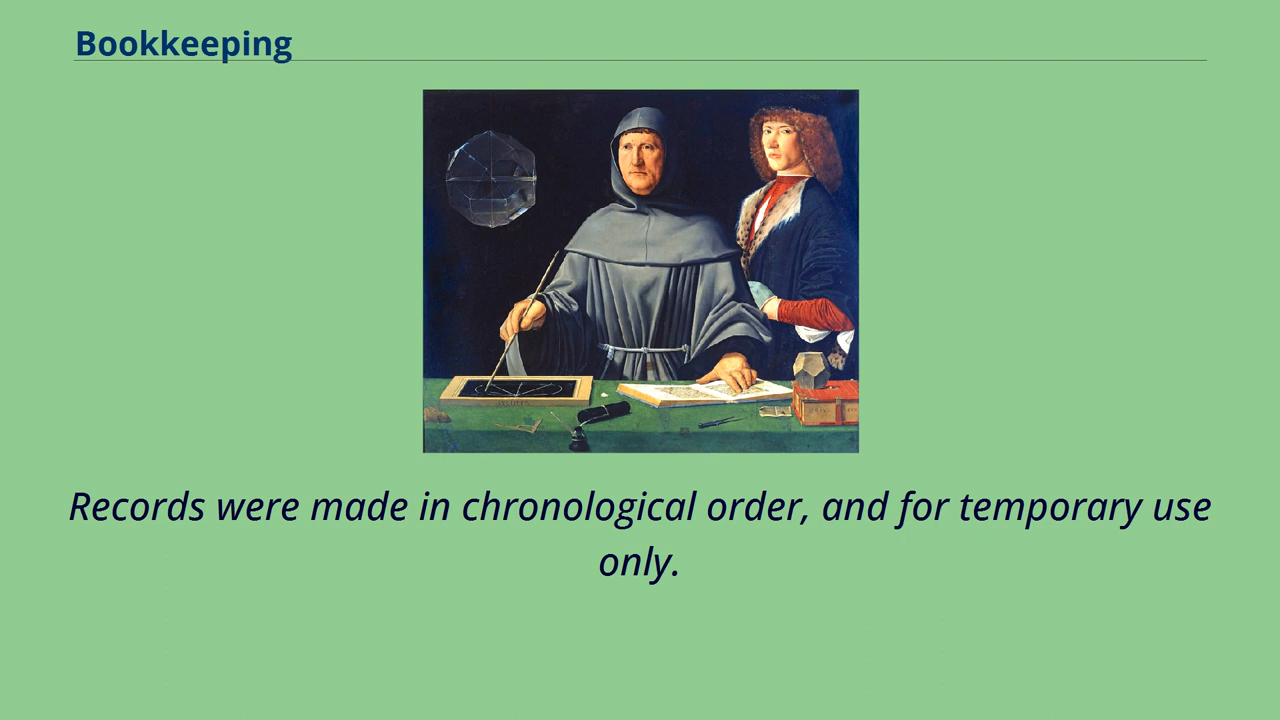 Bookkeeping
Records were made in chronological order, and for temporary use
only.